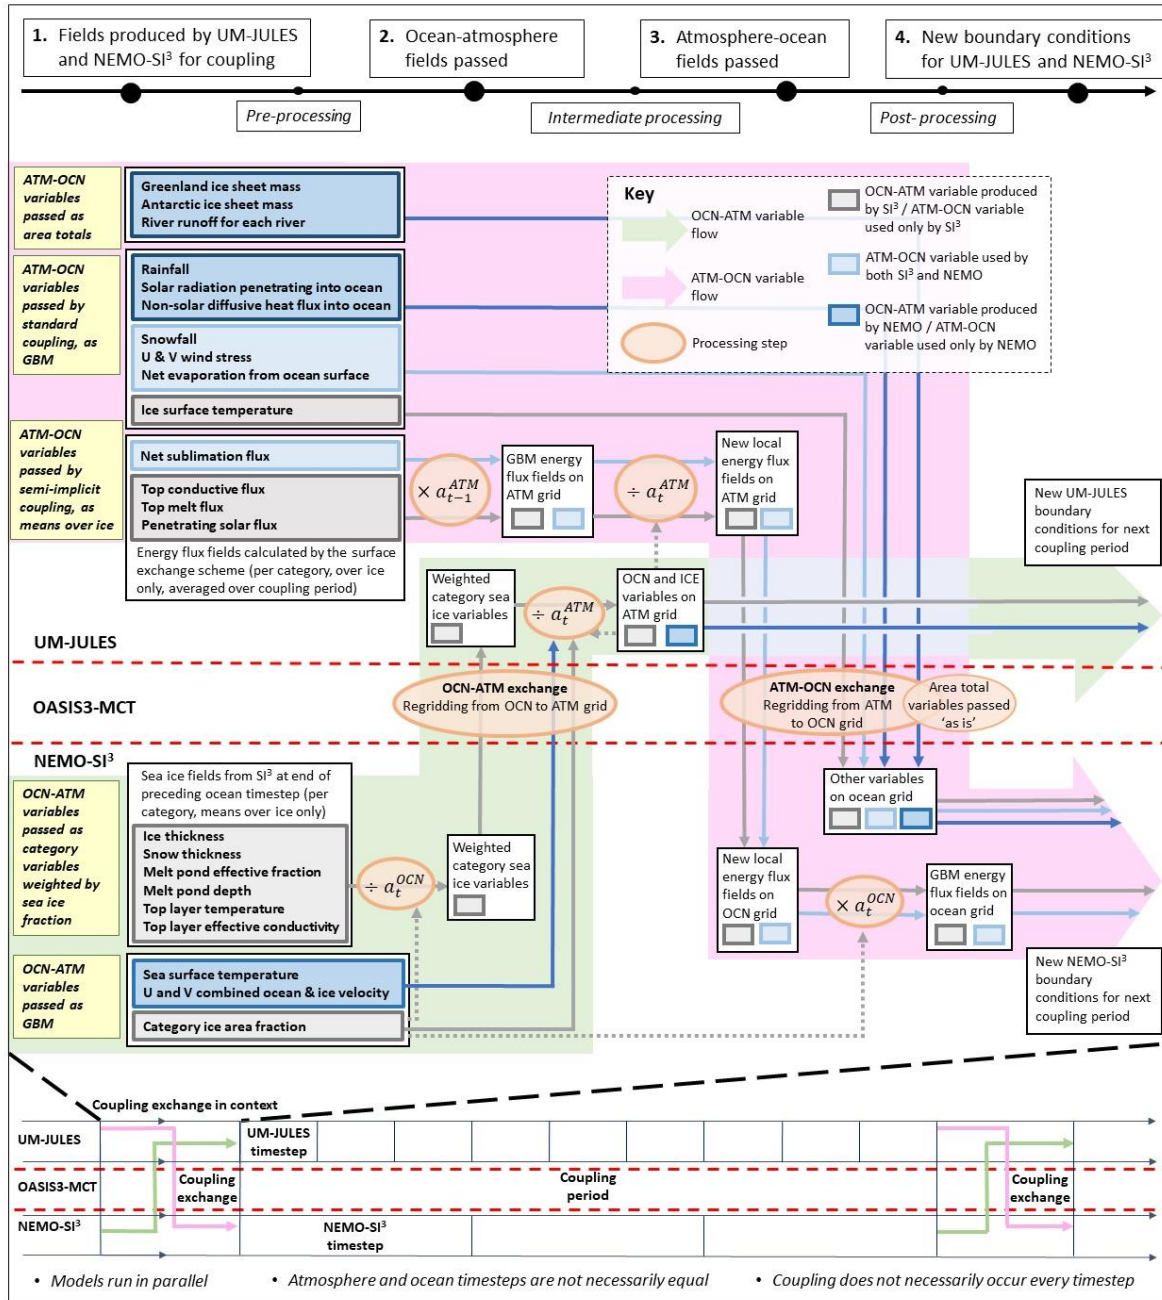 1. Fields produced by UM-JULES
and NEMO-SI³ for coupling
2. Ocean-atmosphere
fields passed
3. Atmosphere-ocean
fields passed
4. New boundary conditions
for UM-JULES and NEMO-SI³
Pre-processing
Intermediate processing
Post- processing
ATM-OCN
variables
passed as
area totals
Greenland ice sheet mass
Antarctic ice sheet mass
River runoff for each river
Key
OCN-ATM variable
flow
ATM-OCN variable
flow
Processing step
OCN-ATM variable produced
by SI³ / ATM-OCN variable
used only by SI³
ATM-OCN variable used by
both SI³ and NEMO
OCN-ATM variable produced
by NEMO / ATM-OCN
variable used only by NEMO
ATM-OCN
variables
passed by
standard
coupling, as
GBM
Rainfall
Solar radiation penetrating into ocean
Non-solar diffusive heat flux into ocean
Snowfall
U & V wind stress
Net evaporation from ocean surface
Ice surface temperature
ATM-OCN
variables
passed by
semi-implicit
coupling, as
means over ice
Net sublimation flux
Top conductive flux
Top melt flux
Penetrating solar flux
Energy flux fields calculated by the surface
exchange scheme (per category, over ice
only, averaged over coupling period)
× a_{t−1}^{ATM}
GBM energy
flux fields on
ATM grid
÷ a_t^{ATM}
New local
energy flux
fields on
ATM grid
New UM-JULES
boundary
conditions for next
coupling period
Weighted
category sea
ice variables
÷ a_t^{ATM}
OCN and ICE
variables on
ATM grid
UM-JULES
OASIS3-MCT
OCN-ATM exchange
Regridding from OCN to ATM grid
ATM-OCN exchange
Regridding from ATM
to OCN grid
Area total
variables passed
'as is'
NEMO-SI³
OCN-ATM
variables
passed as
category
variables
weighted by
sea ice
fraction
Sea ice fields from SI³ at end of
preceding ocean timestep (per
category, means over ice only)
Ice thickness
Snow thickness
Melt pond effective fraction
Melt pond depth
Top layer temperature
Top layer effective conductivity
÷ a_t^{OCN}
Weighted
category sea
ice variables
Other variables
on ocean grid
New local
energy flux
fields on
OCN grid
× a_t^{OCN}
GBM energy
flux fields on
ocean grid
OCN-ATM
variables
passed as
GBM
Sea surface temperature
U and V combined ocean & ice velocity
Category ice area fraction
New NEMO-SI³
boundary
conditions for next
coupling period
Coupling exchange in context
UM-JULES
UM-JULES
timestep
OASIS3-MCT
Coupling
exchange
Coupling
period
Coupling
exchange
NEMO-SI³
NEMO-SI³
timestep
• Models run in parallel
• Atmosphere and ocean timesteps are not necessarily equal
• Coupling does not necessarily occur every timestep